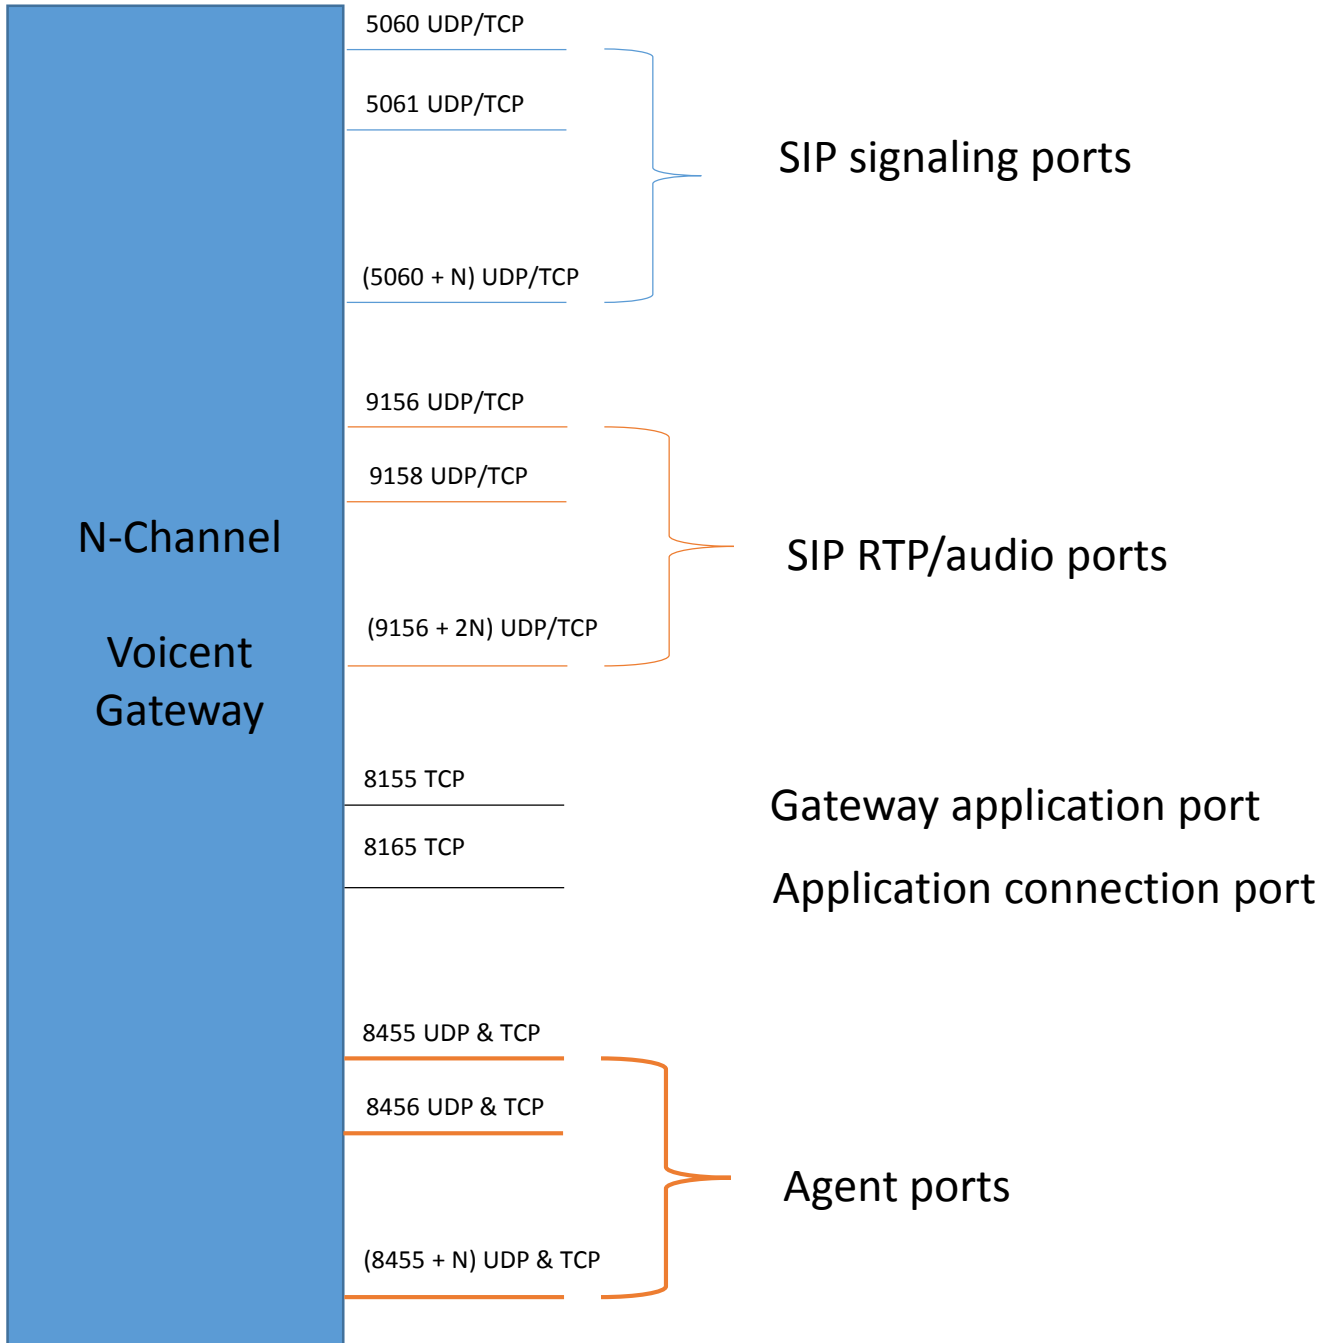 5060 UDP/TCP
5061 UDP/TCP
SIP signaling ports
(5060 + N) UDP/TCP
9156 UDP/TCP
9158 UDP/TCP
N-Channel
SIP RTP/audio ports
(9156 + 2N) UDP/TCP
Voicent
Gateway
8155 TCP
Gateway application port
8165 TCP
Application connection port
8455 UDP & TCP
8456 UDP & TCP
Agent ports
(8455 + N) UDP & TCP